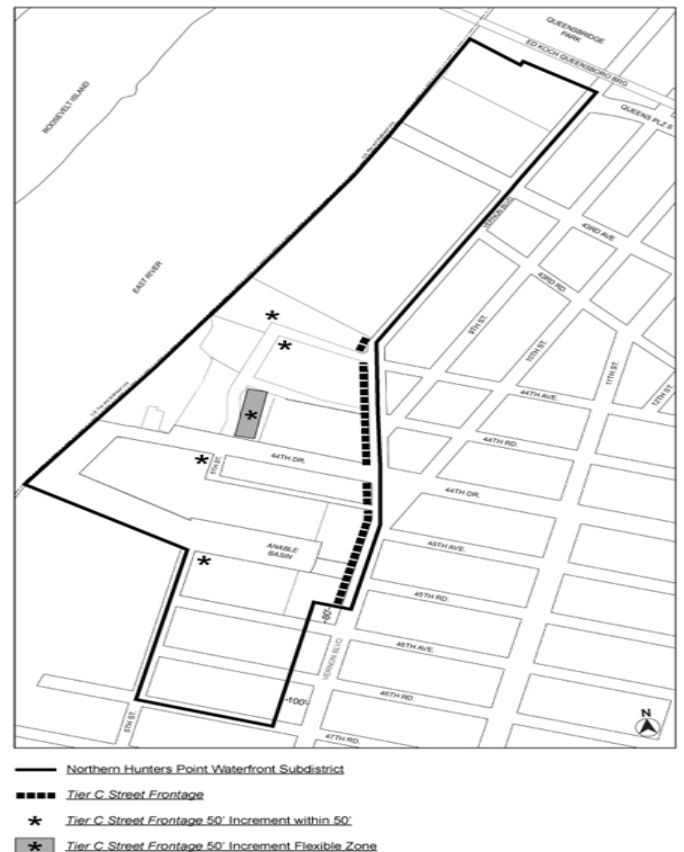 QUEENSBRIDGE
PARK
ED KOCH QUEENSBORO BRG
ROOSEVELT ISLAND
QUEENS PLZ S
VERNON BLVD
43RD AVE
EAST RIVER
43RD RD.
9TH ST.
10TH ST.
11TH ST.
12TH ST.
*
*
44TH AVE.
*
44TH RD.
*
5TH ST.
44TH DR.
44TH DR.
ANABLE
BASIN
*
45TH AVE.
45TH RD.
80'
VERNON BLVD
46TH AVE.
100'
46TH RD.
5TH ST.
47TH RD.
N
Northern Hunters Point Waterfront Subdistrict
Tier C Street Frontage
* Tier C Street Frontage 50' Increment within 50'
* Tier C Street Frontage 50' Increment Flexible Zone